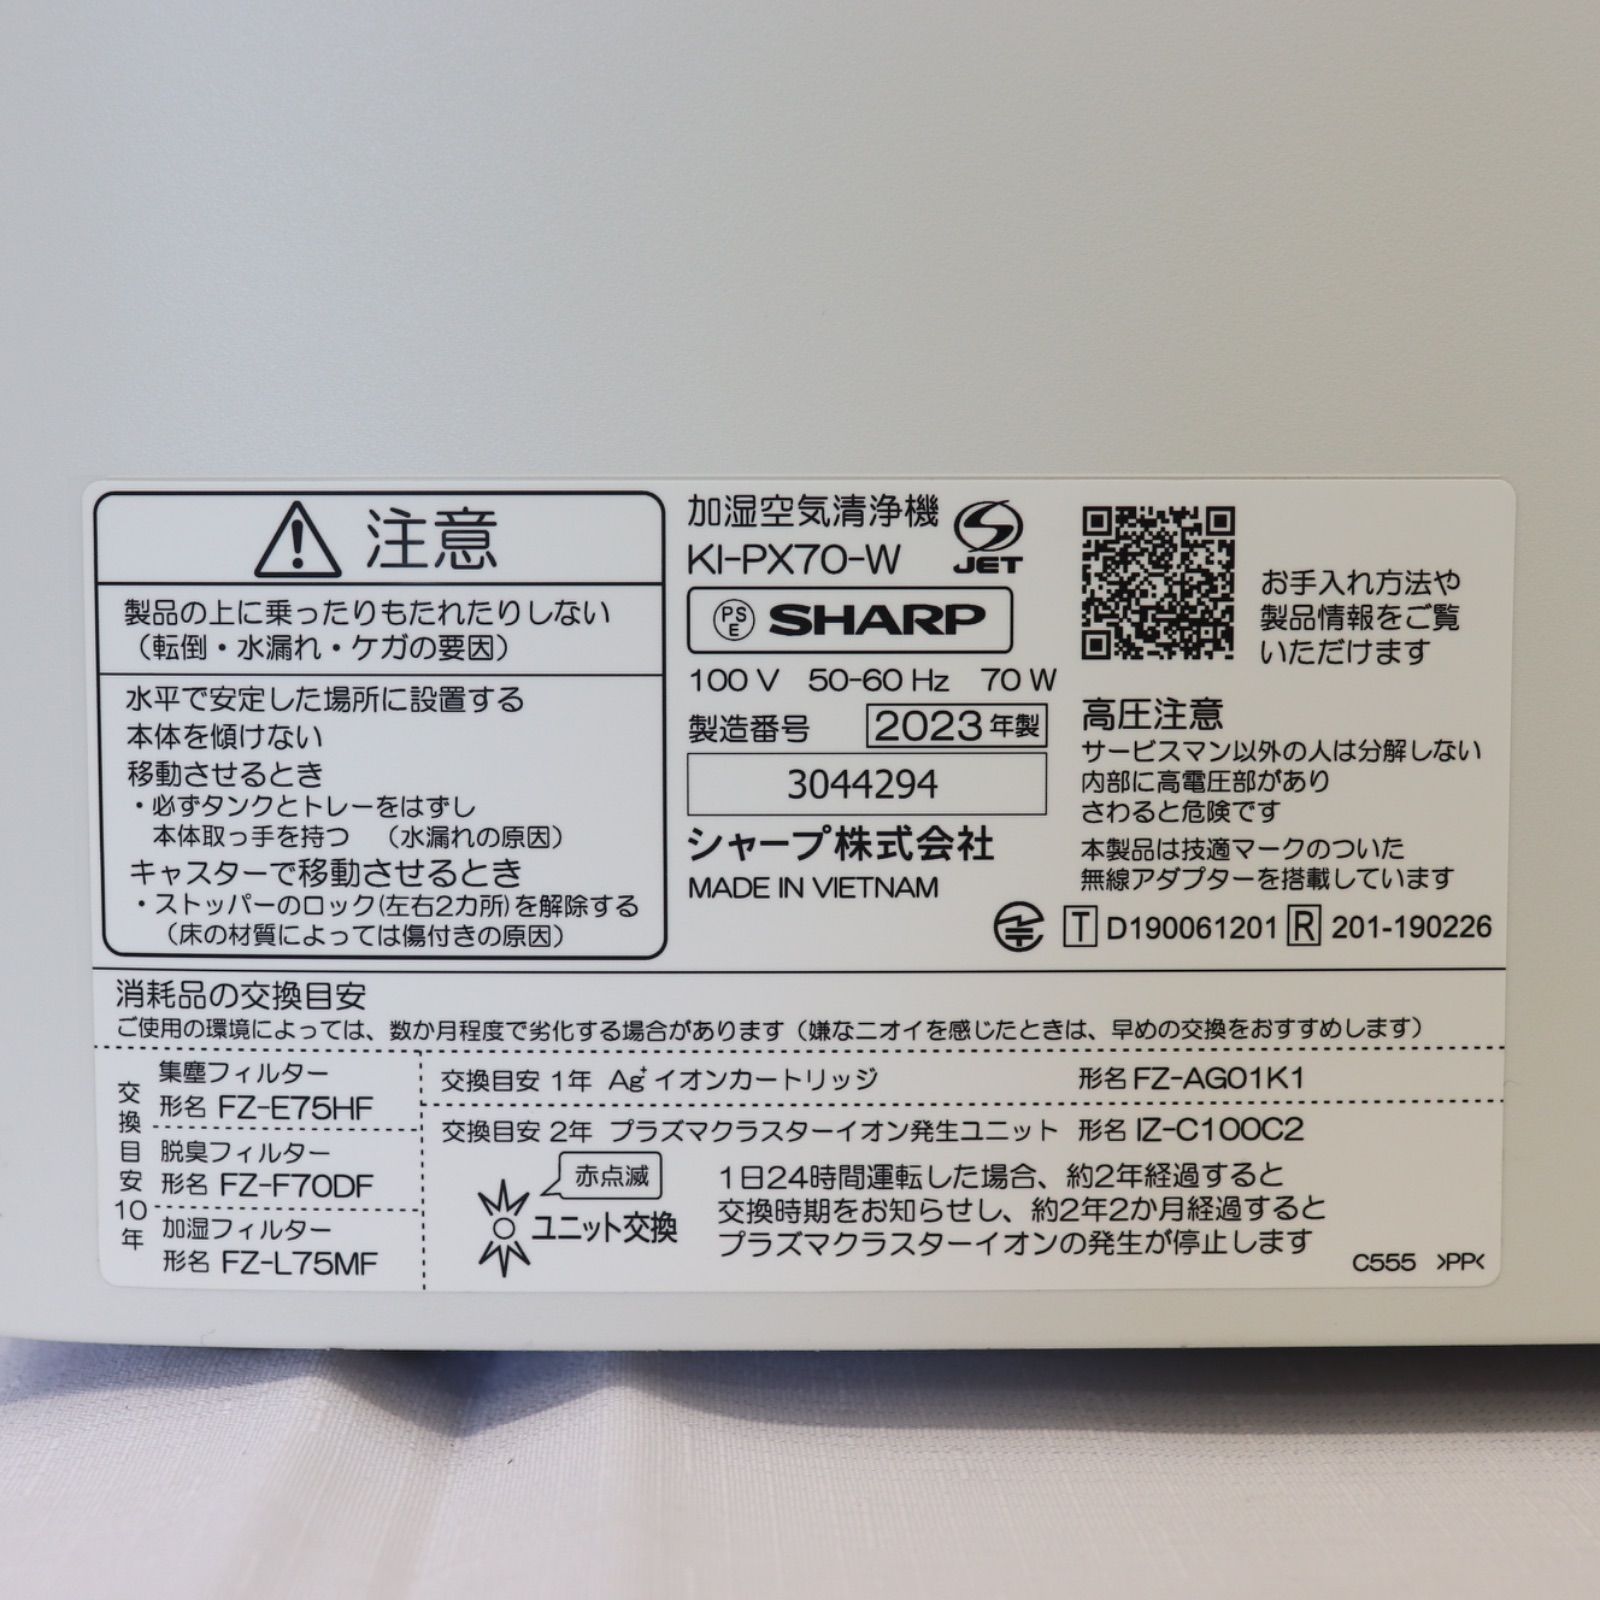 注意
製品の上に乗ったりもたれたりしない
（転倒・水漏れ・ケガの要因）
水平で安定した場所に設置する
本体を傾けない
移動させるとき
・必ずタンクとトレーをはずし
本体取っ手を持つ （水漏れの原因）
キャスターで移動させるとき
・ストッパーのロック(左右2カ所)を解除する
（床の材質によっては傷付きの原因）
加湿空気清浄機
KI-PX70-W
JET
PS
E
SHARP
100 V 50-60 Hz 70 W
製造番号 2023年製
3044294
シャープ株式会社
MADE IN VIETNAM
お手入れ方法や
製品情報をご覧
いただけます
高圧注意
サービスマン以外の人は分解しない
内部に高電圧部があり
さわると危険です
本製品は技適マークのついた
無線アダプターを搭載しています
T D190061201 R 201-190226
消耗品の交換目安
ご使用の環境によっては、数か月程度で劣化する場合があります（嫌なニオイを感じたときは、早めの交換をおすすめします）
交換目安10年
集塵フィルター
形名 FZ-E75HF
脱臭フィルター
形名 FZ-F70DF
加湿フィルター
形名 FZ-L75MF
交換目安 1年 Ag⁺イオンカートリッジ 形名 FZ-AG01K1
交換目安 2年 プラズマクラスターイオン発生ユニット 形名 IZ-C100C2
赤点滅
ユニット交換
1日24時間運転した場合、約2年経過すると
交換時期をお知らせし、約2年2か月経過すると
プラズマクラスターイオンの発生が停止します
C555 >PP<